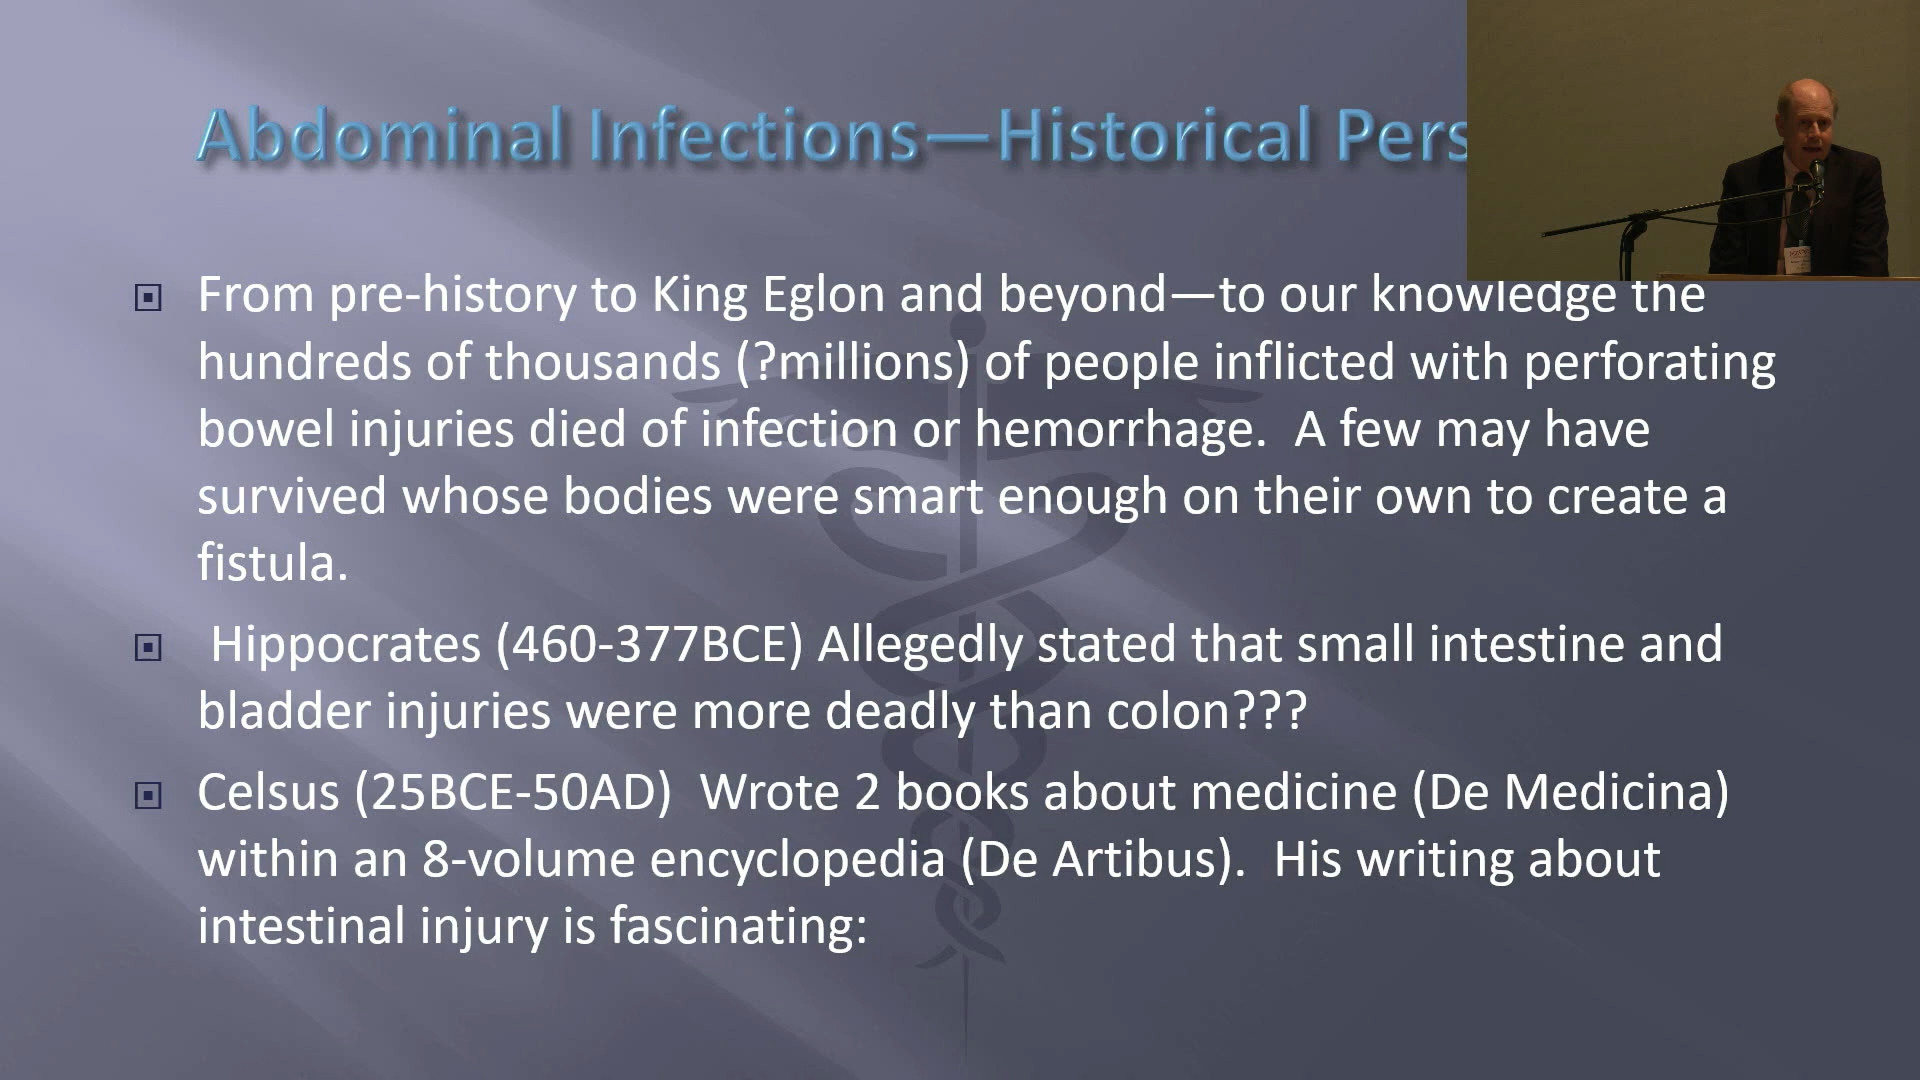 Abdominal Infections—Historical Pers
From pre-history to King Eglon and beyond—to our knowledge the
hundreds of thousands (?millions) of people inflicted with perforating
bowel injuries died of infection or hemorrhage.  A few may have
survived whose bodies were smart enough on their own to create a
fistula.
Hippocrates (460-377BCE) Allegedly stated that small intestine and
bladder injuries were more deadly than colon???
Celsus (25BCE-50AD)  Wrote 2 books about medicine (De Medicina)
within an 8-volume encyclopedia (De Artibus).  His writing about
intestinal injury is fascinating: